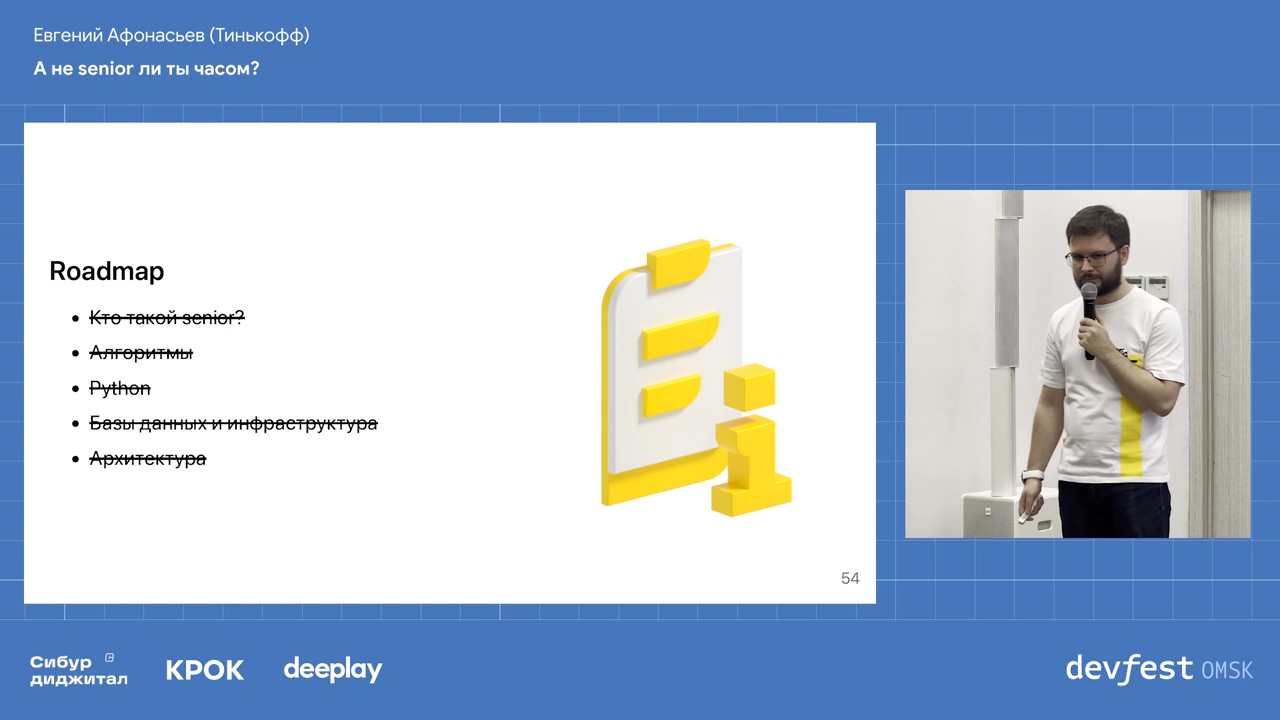 Евгений Афонасьев (Тинькофф)
А не senior ли ты часом?
Roadmap
Кто такой senior?
Алгоритмы
Python
Базы данных и инфраструктура
Архитектура
54
Сибур
диджитал
КРОК
deeplay
devfest OMSK